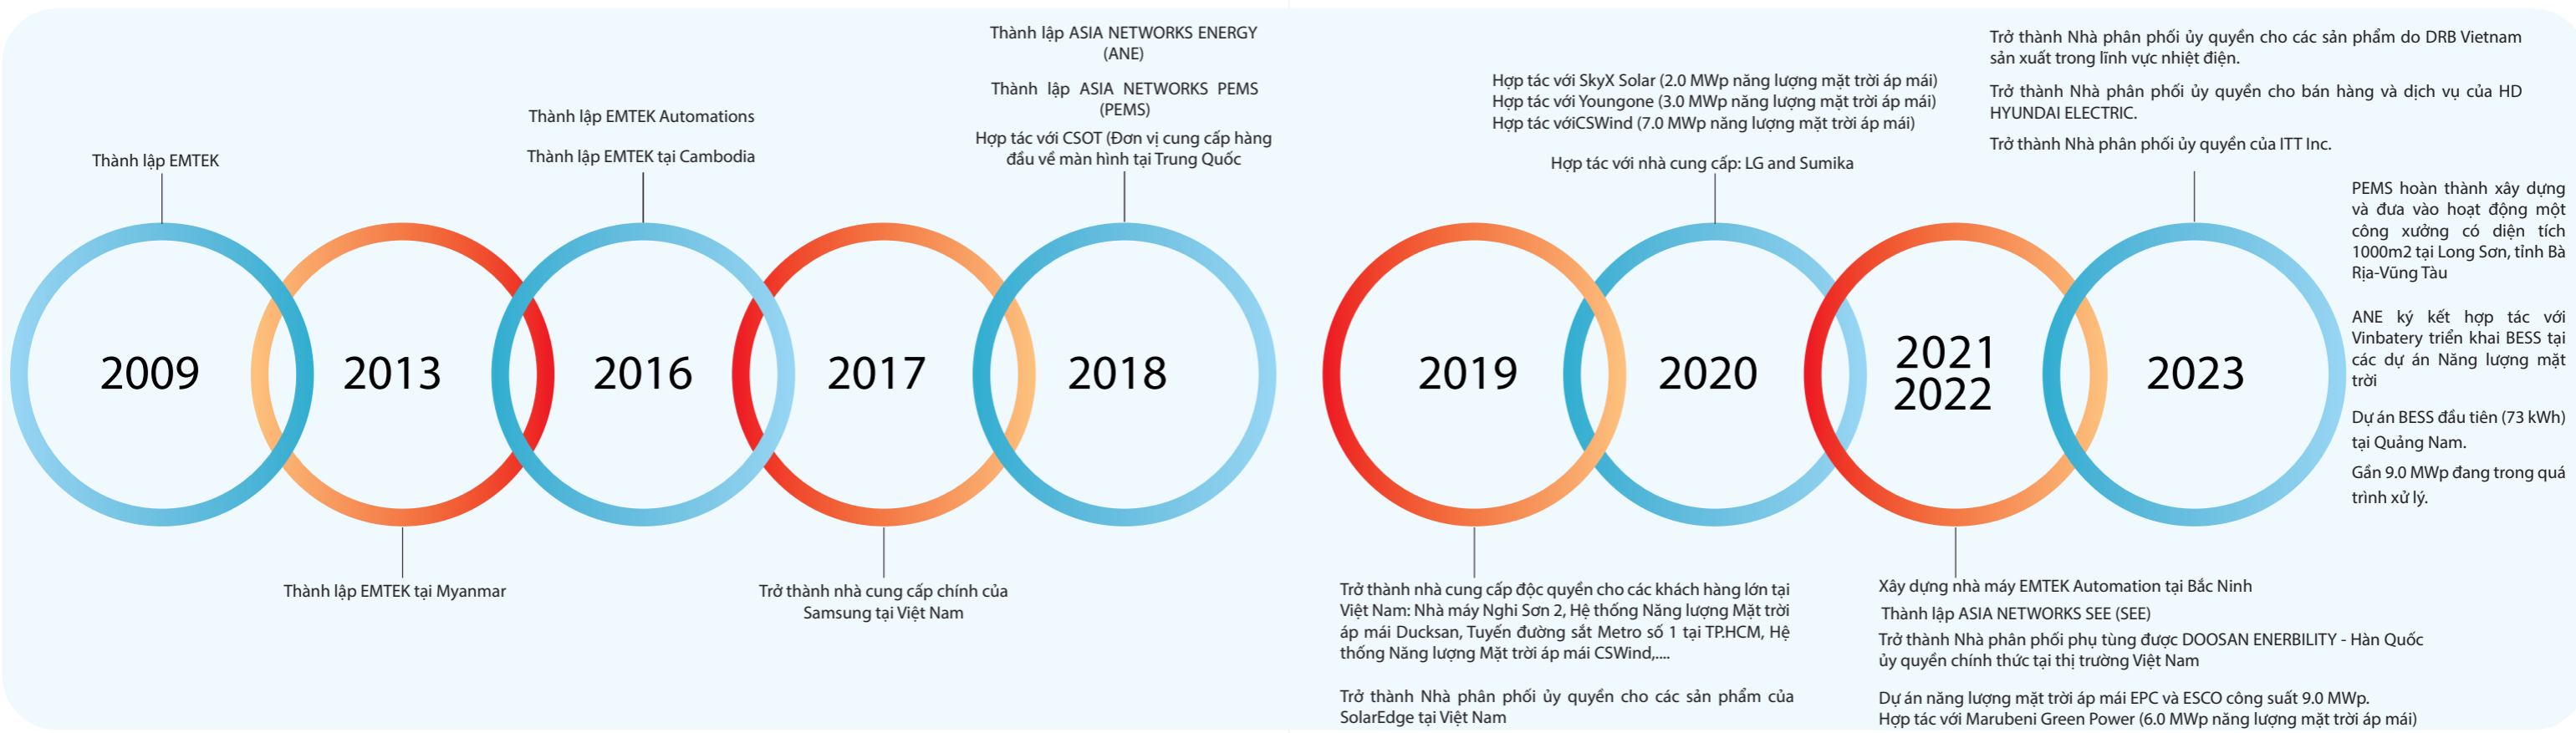 Thành lập EMTEK
2009
2013
Thành lập EMTEK tại Myanmar
Thành lập EMTEK Automations
Thành lập EMTEK tại Cambodia
2016
2017
Trở thành nhà cung cấp chính của
Samsung tại Việt Nam
Thành lập ASIA NETWORKS ENERGY
(ANE)
Thành lập ASIA NETWORKS PEMS
(PEMS)
Hợp tác với CSOT (Đơn vị cung cấp hàng
đầu về màn hình tại Trung Quốc
2018
2019
Trở thành nhà cung cấp độc quyền cho các khách hàng lớn tại
Việt Nam: Nhà máy Nghi Sơn 2, Hệ thống Năng lượng Mặt trời
áp mái Ducksan, Tuyến đường sắt Metro số 1 tại TP.HCM, Hệ
thống Năng lượng Mặt trời áp mái CSWind,....
Trở thành Nhà phân phối ủy quyền cho các sản phẩm của
SolarEdge tại Việt Nam
Hợp tác với SkyX Solar (2.0 MWp năng lượng mặt trời áp mái)
Hợp tác với Youngone (3.0 MWp năng lượng mặt trời áp mái)
Hợp tác vớiCSWind (7.0 MWp năng lượng mặt trời áp mái)
Hợp tác với nhà cung cấp: LG and Sumika
2020
2021
2022
Xây dựng nhà máy EMTEK Automation tại Bắc Ninh
Thành lập ASIA NETWORKS SEE (SEE)
Trở thành Nhà phân phối phụ tùng được DOOSAN ENERBILITY - Hàn Quốc
ủy quyền chính thức tại thị trường Việt Nam
Dự án năng lượng mặt trời áp mái EPC và ESCO công suất 9.0 MWp.
Hợp tác với Marubeni Green Power (6.0 MWp năng lượng mặt trời áp mái)
Trở thành Nhà phân phối ủy quyền cho các sản phẩm do DRB Vietnam
sản xuất trong lĩnh vực nhiệt điện.
Trở thành Nhà phân phối ủy quyền cho bán hàng và dịch vụ của HD
HYUNDAI ELECTRIC.
Trở thành Nhà phân phối ủy quyền của ITT Inc.
2023
PEMS hoàn thành xây dựng
và đưa vào hoạt động một
công xưởng có diện tích
1000m2 tại Long Sơn, tỉnh Bà
Rịa-Vũng Tàu
ANE ký kết hợp tác với
Vinbatery triển khai BESS tại
các dự án Năng lượng mặt
trời
Dự án BESS đầu tiên (73 kWh)
tại Quảng Nam.
Gần 9.0 MWp đang trong quá
trình xử lý.